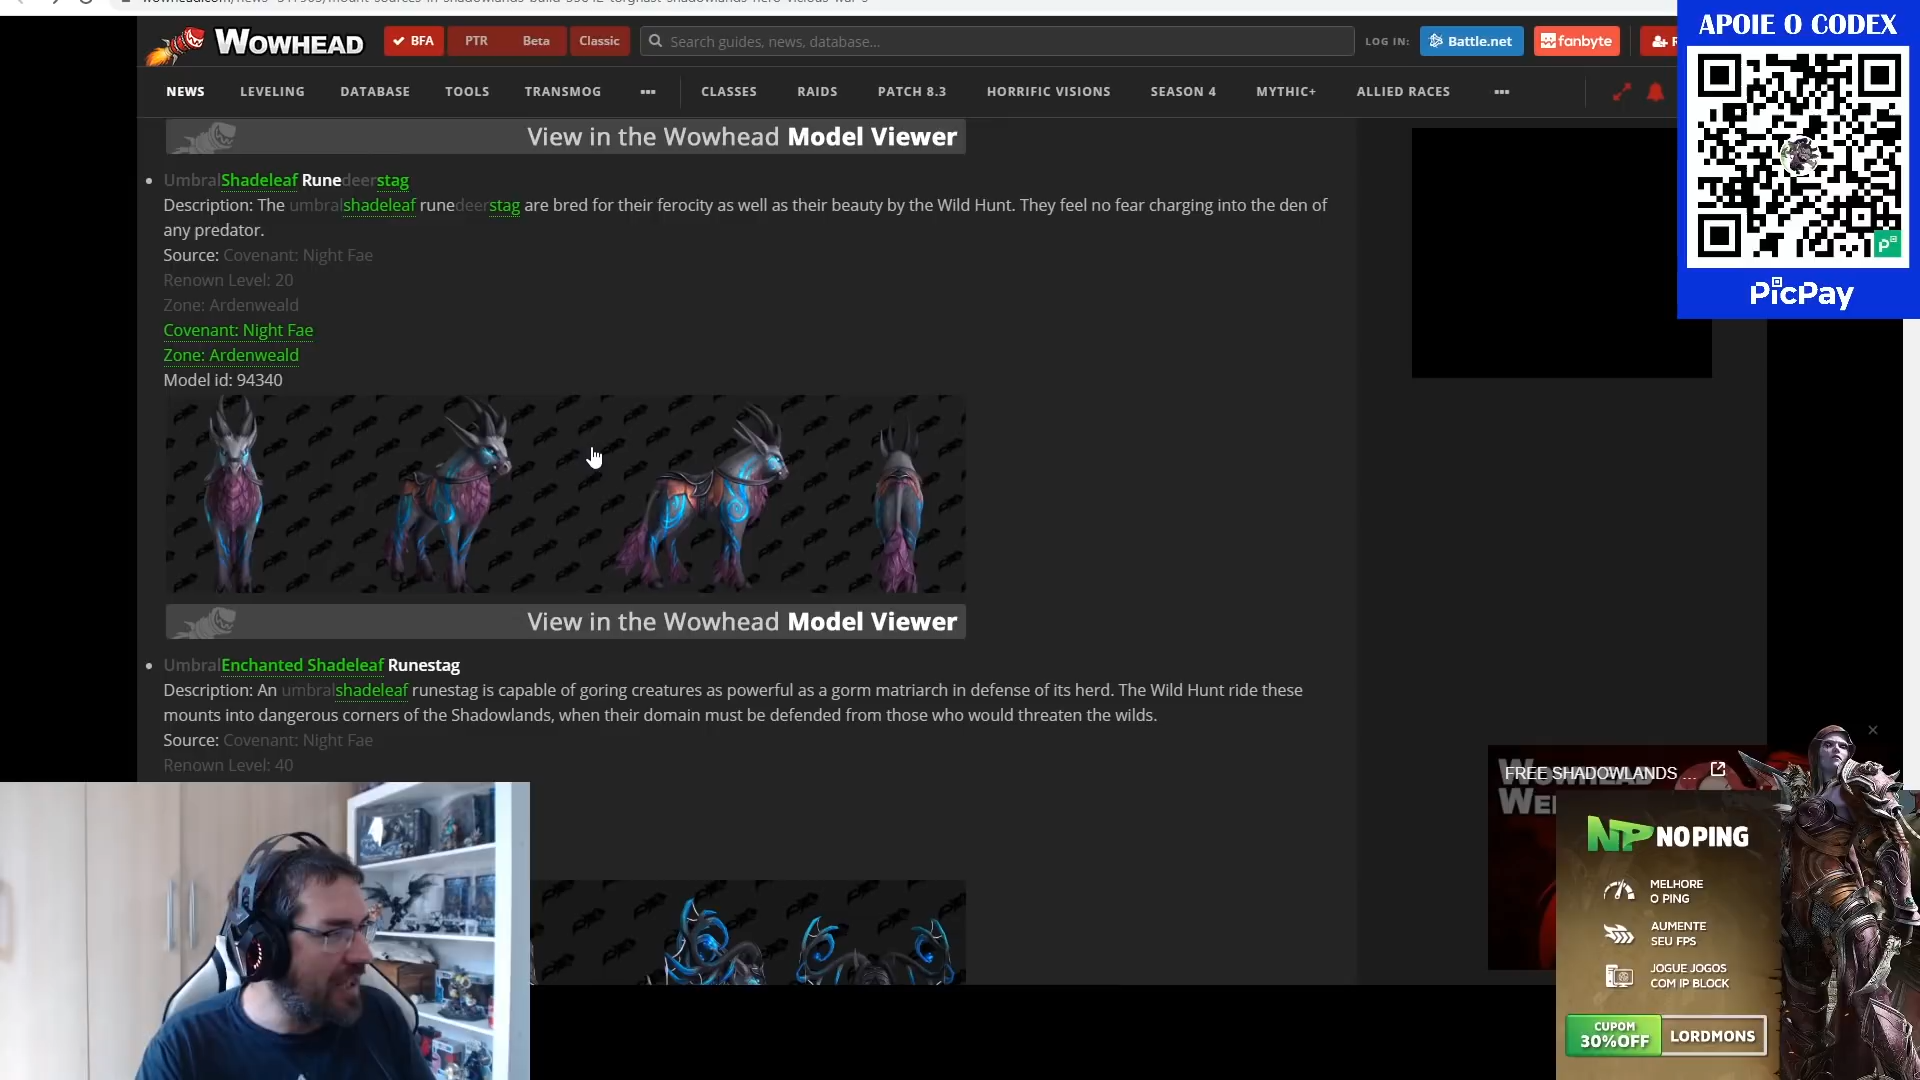 WOWHEAD
BFA
PTR
Beta
Classic
Search guides, news, database...
LOG IN:
Battle.net
fanbyte
NEWS
LEVELING
DATABASE
TOOLS
TRANSMOG
CLASSES
RAIDS
PATCH 8.3
HORRIFIC VISIONS
SEASON 4
MYTHIC+
ALLIED RACES
APOIE O CODEX
PicPay
View in the Wowhead Model Viewer
UmbralShadeleaf Runedeerstag
Description: The umbralshadeleaf runedeerstag are bred for their ferocity as well as their beauty by the Wild Hunt. They feel no fear charging into the den of
any predator.
Source: Covenant: Night Fae
Renown Level: 20
Zone: Ardenweald
Covenant: Night Fae
Zone: Ardenweald
Model id: 94340
View in the Wowhead Model Viewer
UmbralEnchanted Shadeleaf Runestag
Description: An umbralshadeleaf runestag is capable of goring creatures as powerful as a gorm matriarch in defense of its herd. The Wild Hunt ride these
mounts into dangerous corners of the Shadowlands, when their domain must be defended from those who would threaten the wilds.
Source: Covenant: Night Fae
Renown Level: 40
FREE SHADOWLANDS ...
NP NOPING
MELHORE
O PING
AUMENTE
SEU FPS
JOGUE JOGOS
COM IP BLOCK
CUPOM
30%OFF
LORDMONS